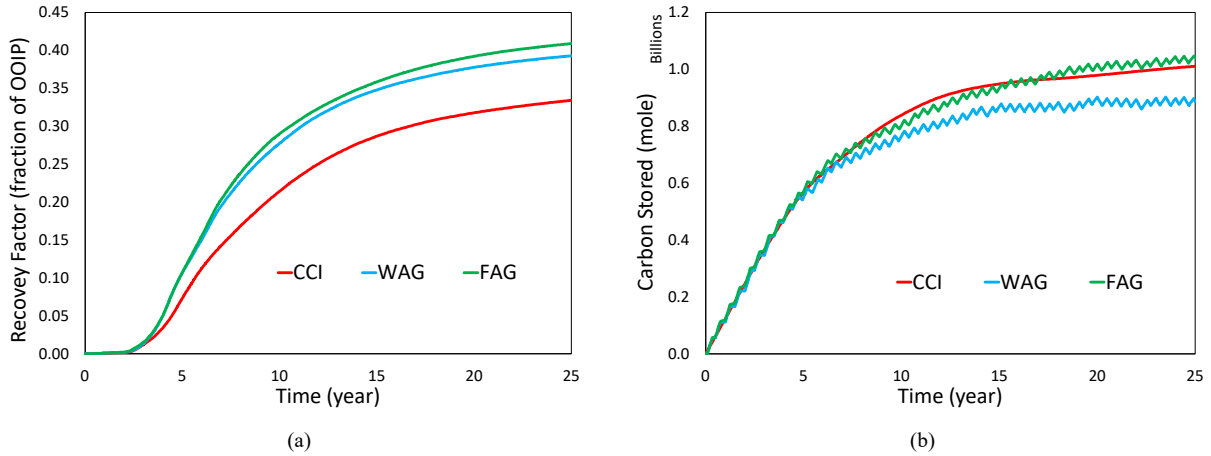 0.45
0.40
0.35
0.30
0.25
0.20
0.15
0.10
0.05
0.00
Recovey Factor (fraction of OOIP)
CCI WAG FAG
0 5 10 15 20 25
Time (year)
(a)
1.2
1.0
0.8
0.6
0.4
0.2
0.0
Billions
Carbon Stored (mole)
CCI WAG FAG
0 5 10 15 20 25
Time (year)
(b)